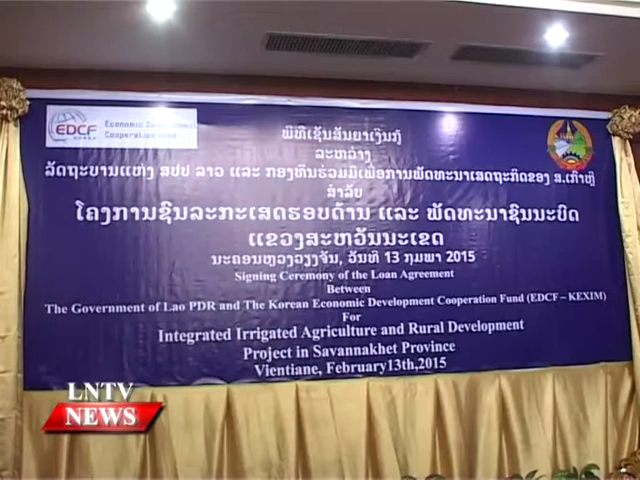 EDCF
Economic Development
Cooperation Fund
ພິທີເຊັນສັນຍາເງິນກູ້
ລະຫວ່າງ
ລັດຖະບານແຫ່ງ ສປປ ລາວ ແລະ ກອງທຶນຮ່ວມມືເພື່ອການພັດທະນາເສດຖະກິດຂອງ ສ.ເກົາຫຼີ
ສຳລັບ
ໂຄງການຊົນລະກະເສດຮອບດ້ານ ແລະ ພັດທະນາຊົນນະບົດ
ແຂວງສະຫວັນນະເຂດ
ນະຄອນຫຼວງວຽງຈັນ, ວັນທີ 13 ກຸມພາ 2015
Signing Ceremony of the Loan Agreement
Between
The Government of Lao PDR and The Korean Economic Development Cooperation Fund (EDCF – KEXIM)
For
Integrated Irrigated Agriculture and Rural Development
Project in Savannakhet Province
Vientiane, February13th,2015
LNTV
NEWS